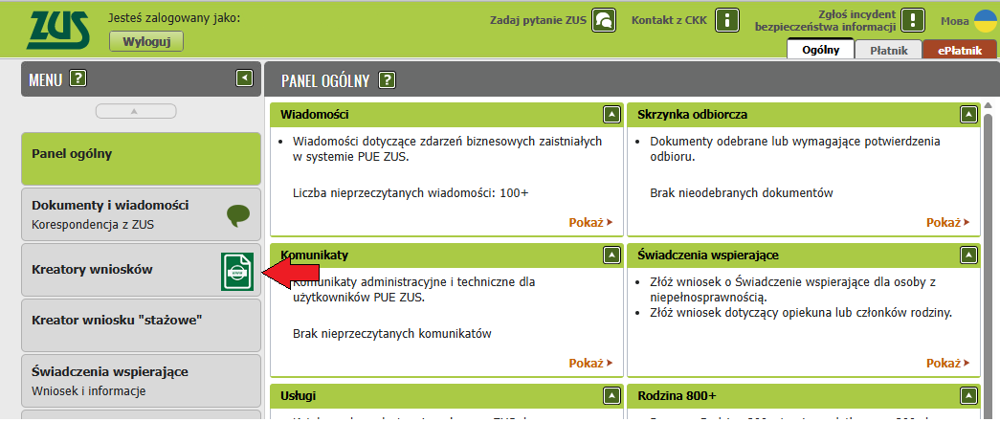 ZUS
Jesteś zalogowany jako:
Wyloguj
Zadaj pytanie ZUS
Kontakt z CKK
Zgłoś incydent
bezpieczeństwa informacji
Мова
Ogólny
Płatnik
ePłatnik
MENU ?
PANEL OGÓLNY ?
Panel ogólny
Dokumenty i wiadomości
Korespondencja z ZUS
Kreatory wniosków
www
Kreator wniosku "stażowe"
Świadczenia wspierające
Wniosek i informacje
Wiadomości
• Wiadomości dotyczące zdarzeń biznesowych zaistniałych
w systemie PUE ZUS.
Liczba nieprzeczytanych wiadomości: 100+
Pokaż
Skrzynka odbiorcza
• Dokumenty odebrane lub wymagające potwierdzenia
odbioru.
Brak nieodebranych dokumentów
Pokaż
Komunikaty
Komunikaty administracyjne i techniczne dla
użytkowników PUE ZUS.
Brak nieprzeczytanych komunikatów
Pokaż
Świadczenia wspierające
• Złóż wniosek o Świadczenie wspierające dla osoby z
niepełnosprawnością.
• Złóż wniosek dotyczący opiekuna lub członków rodziny.
Pokaż
Usługi
Rodzina 800+